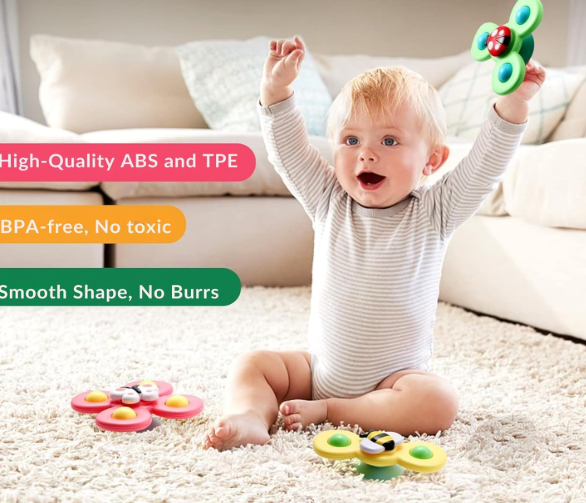 High-Quality ABS and TPE
BPA-free, No toxic
Smooth Shape, No Burrs